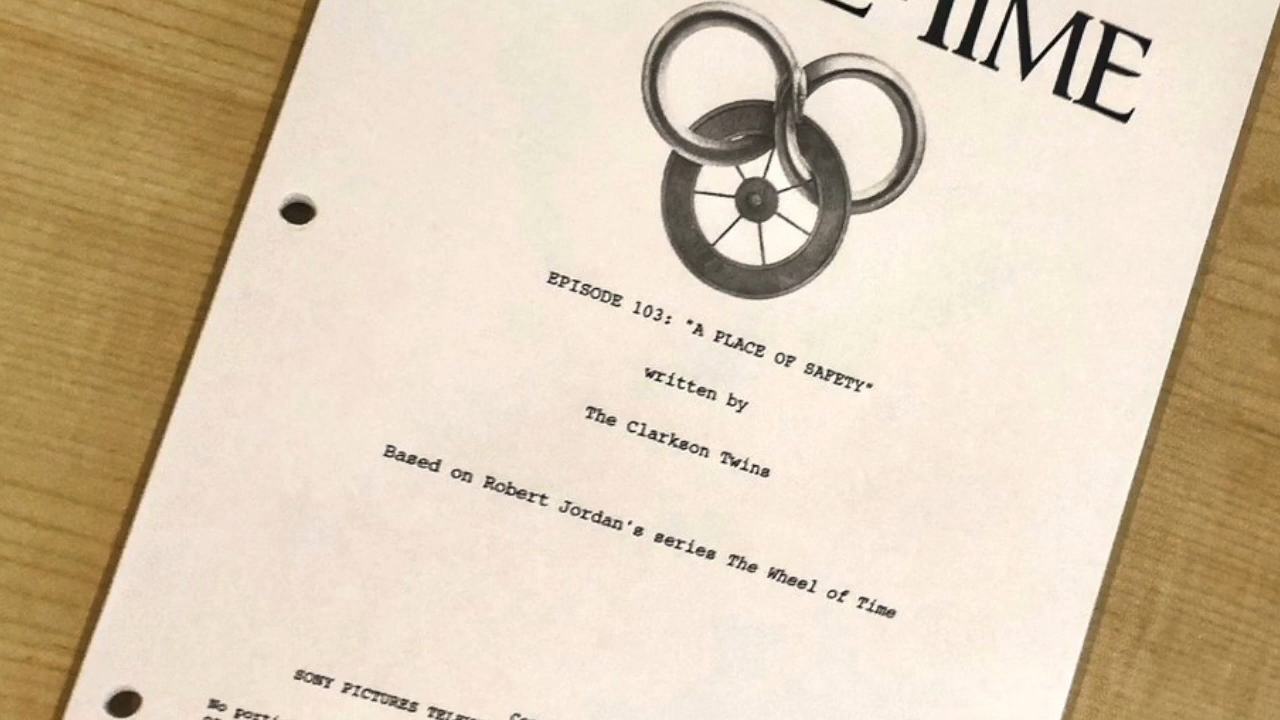 TIME
EPISODE 103: "A PLACE OF SAFETY"
written by
The Clarkson Twins
Based on Robert Jordan's series The Wheel of Time
SONY PICTURES
No